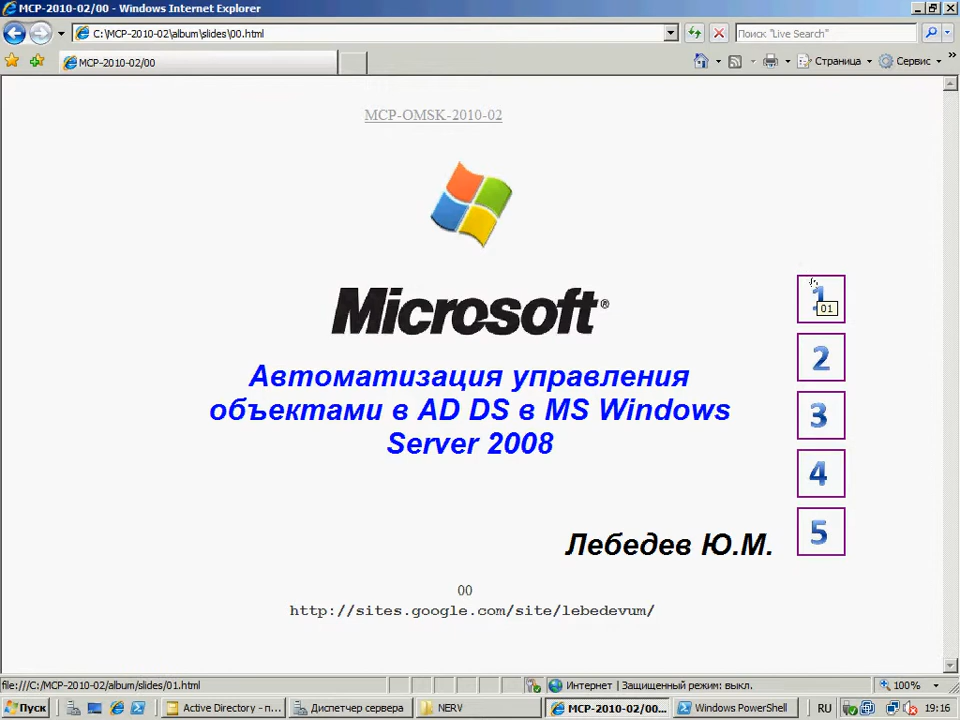 MCP-2010-02/00 - Windows Internet Explorer
C:\MCP-2010-02\album\slides\00.html
Поиск "Live Search"
MCP-2010-02/00
Страница
Сервис
MCP-OMSK-2010-02
Microsoft®
Автоматизация управления
объектами в AD DS в MS Windows
Server 2008
1
01
2
3
4
5
Лебедев Ю.М.
00
http://sites.google.com/site/lebedevum/
file:///C:/MCP-2010-02/album/slides/01.html
Интернет | Защищенный режим: выкл.
100%
Пуск
Active Directory - п...
Диспетчер сервера
NERV
MCP-2010-02/00...
Windows PowerShell
RU
19:16